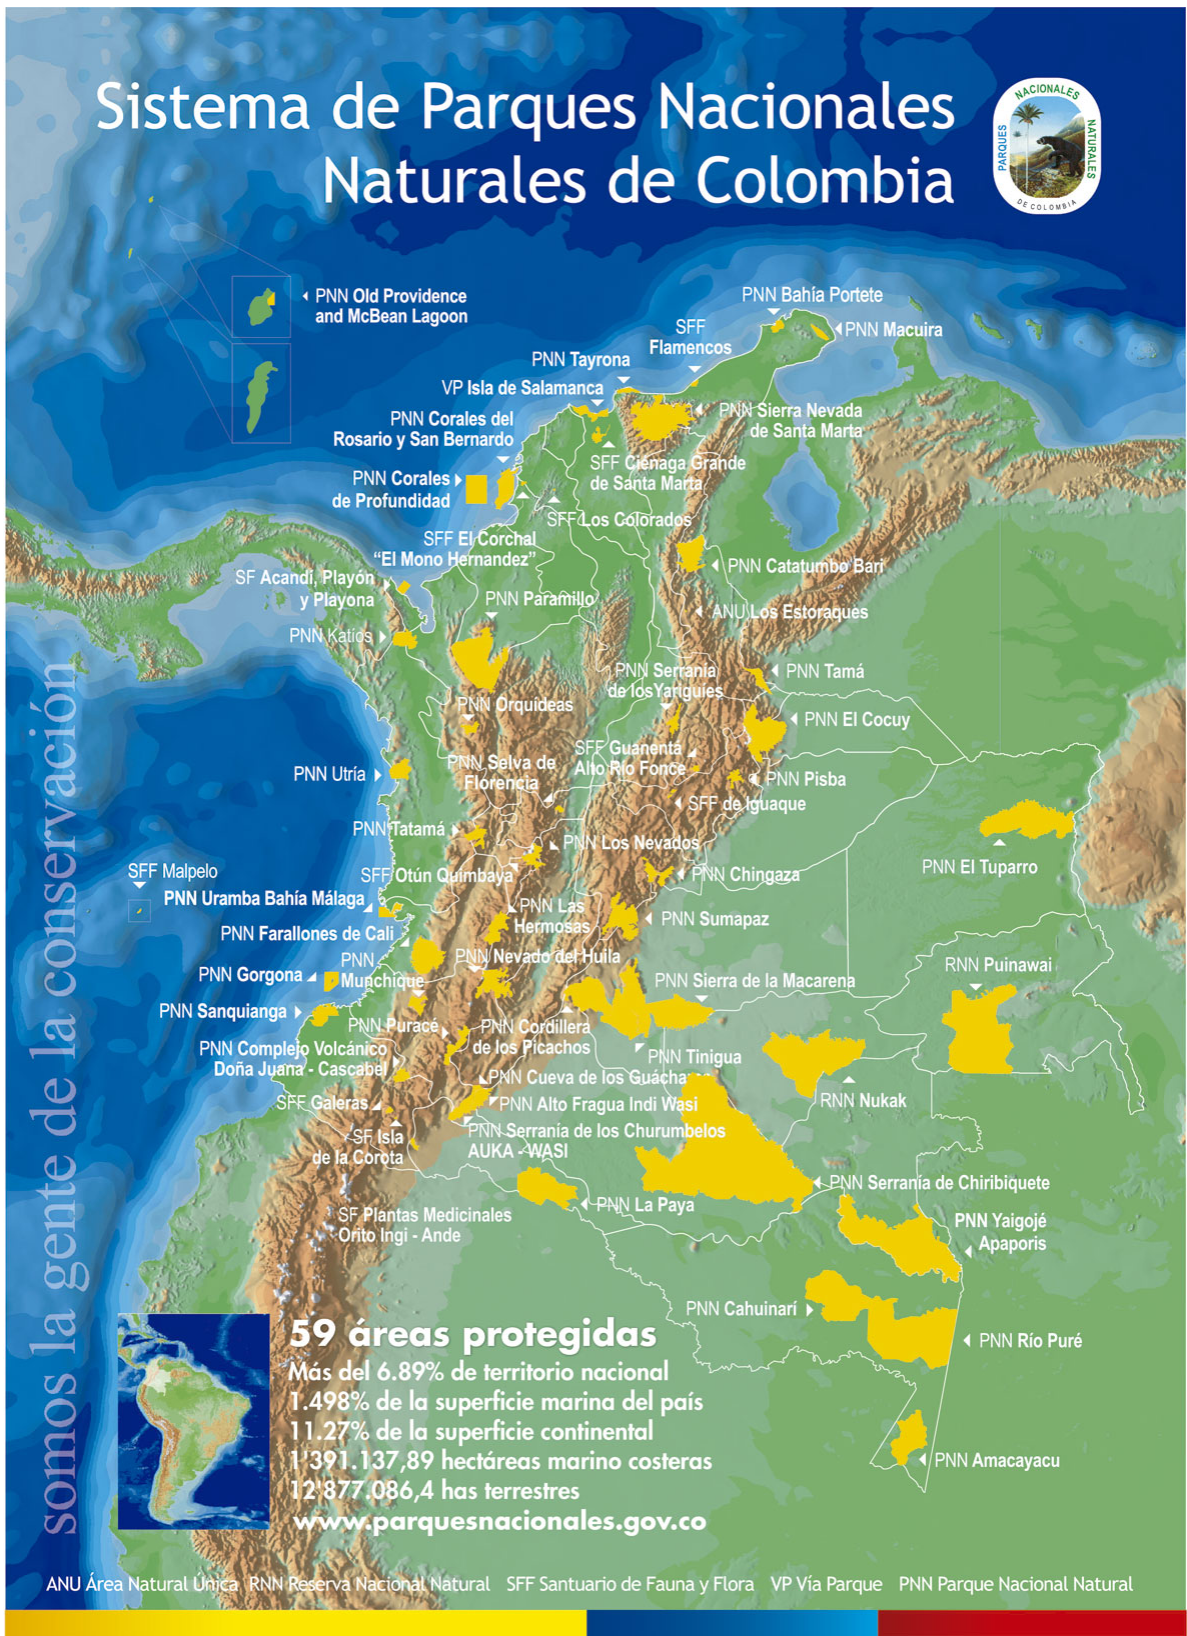 Sistema de Parques Nacionales
Naturales de Colombia
PARQUES
NACIONALES
NATURALES
DE COLOMBIA
PNN Old Providence
and McBean Lagoon
PNN Bahía Portete
SFF
Flamencos
PNN Macuira
PNN Tayrona
VP Isla de Salamanca
PNN Corales del
Rosario y San Bernardo
PNN Sierra Nevada
de Santa Marta
SFF Ciénaga Grande
de Santa Marta
PNN Corales
de Profundidad
SFF Los Colorados
SFF El Corchal
“El Mono Hernandez”
PNN Catatumbo Barí
SF Acandí, Playón
y Playona
PNN Paramillo
ANU Los Estoraques
PNN Katíos
PNN Serranía
de los Yariguíes
PNN Tamá
PNN Orquídeas
PNN El Cocuy
SFF Guanentá
Alto Río Fonce
PNN Selva de
Florencia
PNN Utría
PNN Pisba
SFF de Iguaque
PNN Tatamá
PNN Los Nevados
PNN El Tuparro
SFF Otún Quimbaya
PNN Chingaza
SFF Malpelo
PNN Uramba Bahía Málaga
PNN Las
Hermosas
PNN Sumapaz
PNN Farallones de Cali
PNN
Munchique
PNN Nevado del Huila
RNN Puinawai
PNN Gorgona
PNN Sierra de la Macarena
PNN Sanquianga
PNN Puracé
PNN Cordillera
de los Picachos
PNN Complejo Volcánico
Doña Juana - Cascabel
PNN Tinigua
PNN Cueva de los Guácharos
RNN Nukak
SFF Galeras
PNN Alto Fragua Indi Wasi
SF Isla
de la Corota
PNN Serranía de los Churumbelos
AUKA - WASI
PNN Serranía de Chiribiquete
PNN La Paya
SF Plantas Medicinales
Orito Ingi - Ande
PNN Yaigojé
Apaporis
PNN Cahuinarí
PNN Río Puré
PNN Amacayacu
somos la gente de la conservación
59 áreas protegidas
Más del 6.89% de territorio nacional
1.498% de la superficie marina del país
11.27% de la superficie continental
1'391.137,89 hectáreas marino costeras
12'877.086,4 has terrestres
www.parquesnacionales.gov.co
ANU Área Natural Única RNN Reserva Nacional Natural SFF Santuario de Fauna y Flora VP Vía Parque PNN Parque Nacional Natural